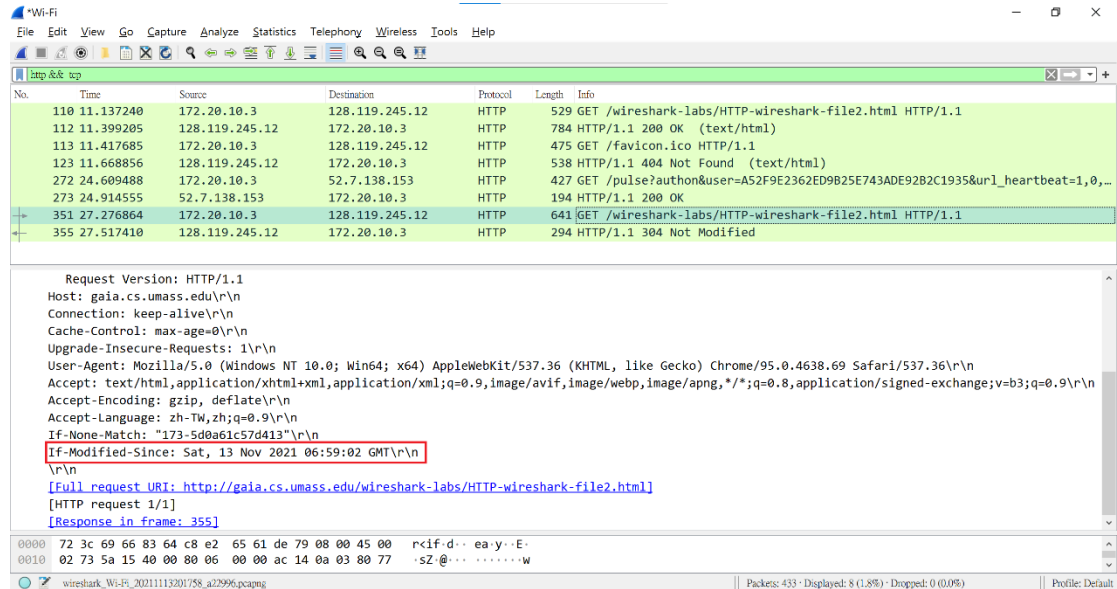 *Wi-Fi
File Edit View Go Capture Analyze Statistics Telephony Wireless Tools Help
http && tcp
No. Time Source Destination Protocol Length Info
110 11.137240 172.20.10.3 128.119.245.12 HTTP 529 GET /wireshark-labs/HTTP-wireshark-file2.html HTTP/1.1
112 11.399205 128.119.245.12 172.20.10.3 HTTP 784 HTTP/1.1 200 OK (text/html)
113 11.417685 172.20.10.3 128.119.245.12 HTTP 475 GET /favicon.ico HTTP/1.1
123 11.668856 128.119.245.12 172.20.10.3 HTTP 538 HTTP/1.1 404 Not Found (text/html)
272 24.609488 172.20.10.3 52.7.138.153 HTTP 427 GET /pulse?authon&user=A52F9E2362ED9B25E743ADE92B2C1935&url_heartbeat=1,0,…
273 24.914555 52.7.138.153 172.20.10.3 HTTP 194 HTTP/1.1 200 OK
351 27.276864 172.20.10.3 128.119.245.12 HTTP 641 GET /wireshark-labs/HTTP-wireshark-file2.html HTTP/1.1
355 27.517410 128.119.245.12 172.20.10.3 HTTP 294 HTTP/1.1 304 Not Modified
Request Version: HTTP/1.1
Host: gaia.cs.umass.edu\r\n
Connection: keep-alive\r\n
Cache-Control: max-age=0\r\n
Upgrade-Insecure-Requests: 1\r\n
User-Agent: Mozilla/5.0 (Windows NT 10.0; Win64; x64) AppleWebKit/537.36 (KHTML, like Gecko) Chrome/95.0.4638.69 Safari/537.36\r\n
Accept: text/html,application/xhtml+xml,application/xml;q=0.9,image/avif,image/webp,image/apng,*/*;q=0.8,application/signed-exchange;v=b3;q=0.9\r\n
Accept-Encoding: gzip, deflate\r\n
Accept-Language: zh-TW,zh;q=0.9\r\n
If-None-Match: "173-5d0a61c57d413"\r\n
If-Modified-Since: Sat, 13 Nov 2021 06:59:02 GMT\r\n
\r\n
[Full request URI: http://gaia.cs.umass.edu/wireshark-labs/HTTP-wireshark-file2.html]
[HTTP request 1/1]
[Response in frame: 355]
0000 72 3c 69 66 83 64 c8 e2 65 61 de 79 08 00 45 00 r<if·d·· ea·y··E·
0010 02 73 5a 15 40 00 80 06 00 00 ac 14 0a 03 80 77 ·sZ·@··· ·······w
wireshark_Wi-Fi_20211113201758_a22996.pcapng Packets: 433 · Displayed: 8 (1.8%) · Dropped: 0 (0.0%) Profile: Default